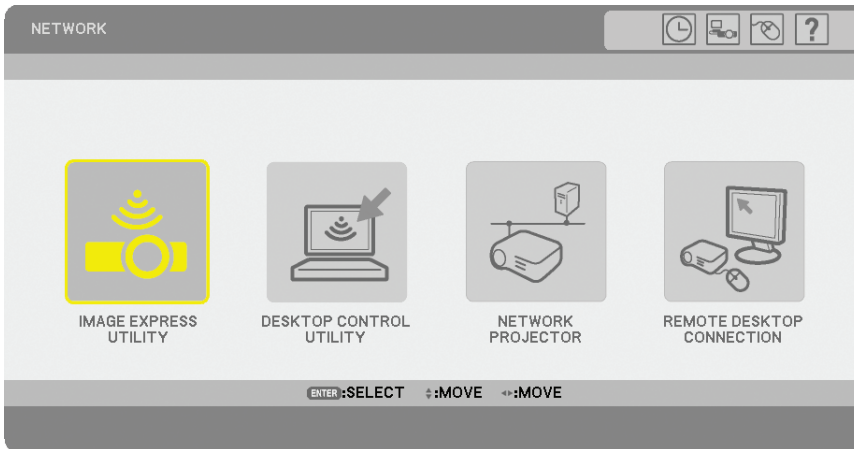 NETWORK
?
IMAGE EXPRESS
UTILITY
DESKTOP CONTROL
UTILITY
NETWORK
PROJECTOR
REMOTE DESKTOP
CONNECTION
ENTER:SELECT :MOVE :MOVE